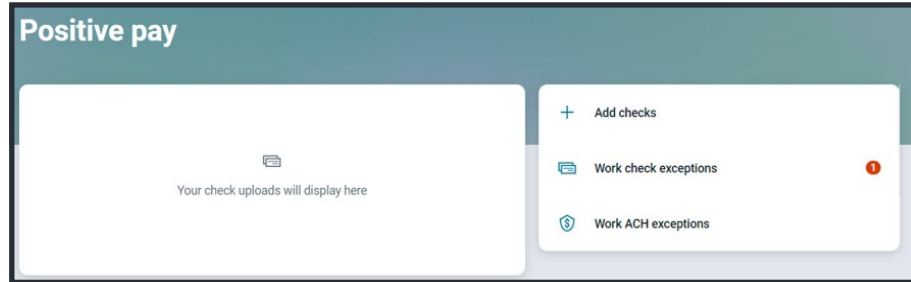 Positive pay
Your check uploads will display here
Add checks
Work check exceptions 1
Work ACH exceptions